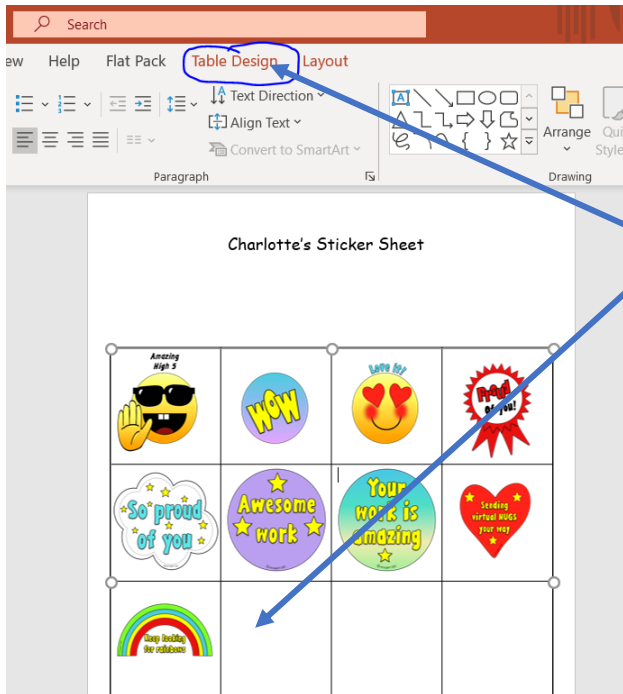 Search
ew Help Flat Pack Table Design Layout
Text Direction
Align Text
Convert to SmartArt
Arrange
Qui
Style
Paragraph
Drawing
Charlotte's Sticker Sheet
Amazing
High 5
WOW
Love it!
Proud
Of you!
So proud
of you
Awesome
work
Your
work is
amazing
Sending
virtual HUGS
your way
Keep looking
for rainbows